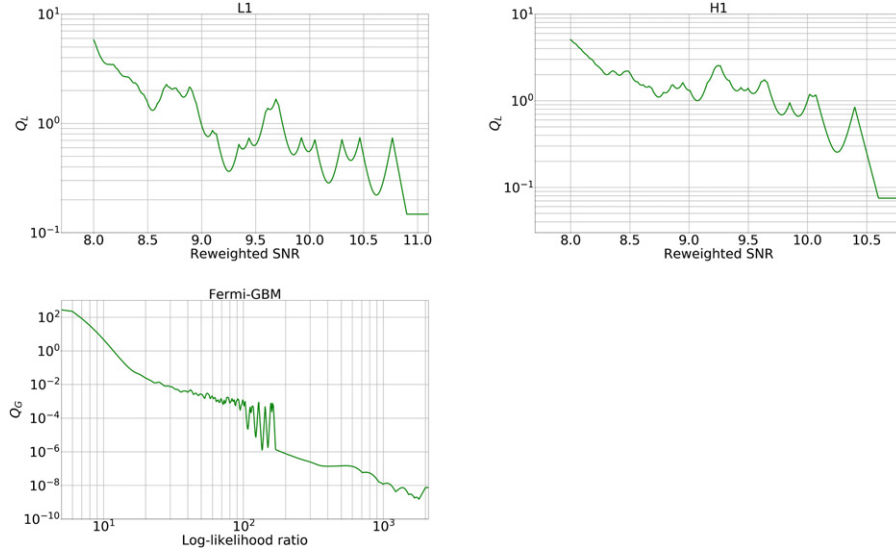 L1
10^1
10^0
10^-1
Q_L
8.0 8.5 9.0 9.5 10.0 10.5 11.0
Reweighted SNR
H1
10^1
10^0
10^-1
Q_L
8.0 8.5 9.0 9.5 10.0 10.5
Reweighted SNR
Fermi-GBM
10^2
10^0
10^-2
10^-4
10^-6
10^-8
10^-10
Q_G
10^1 10^2 10^3
Log-likelihood ratio